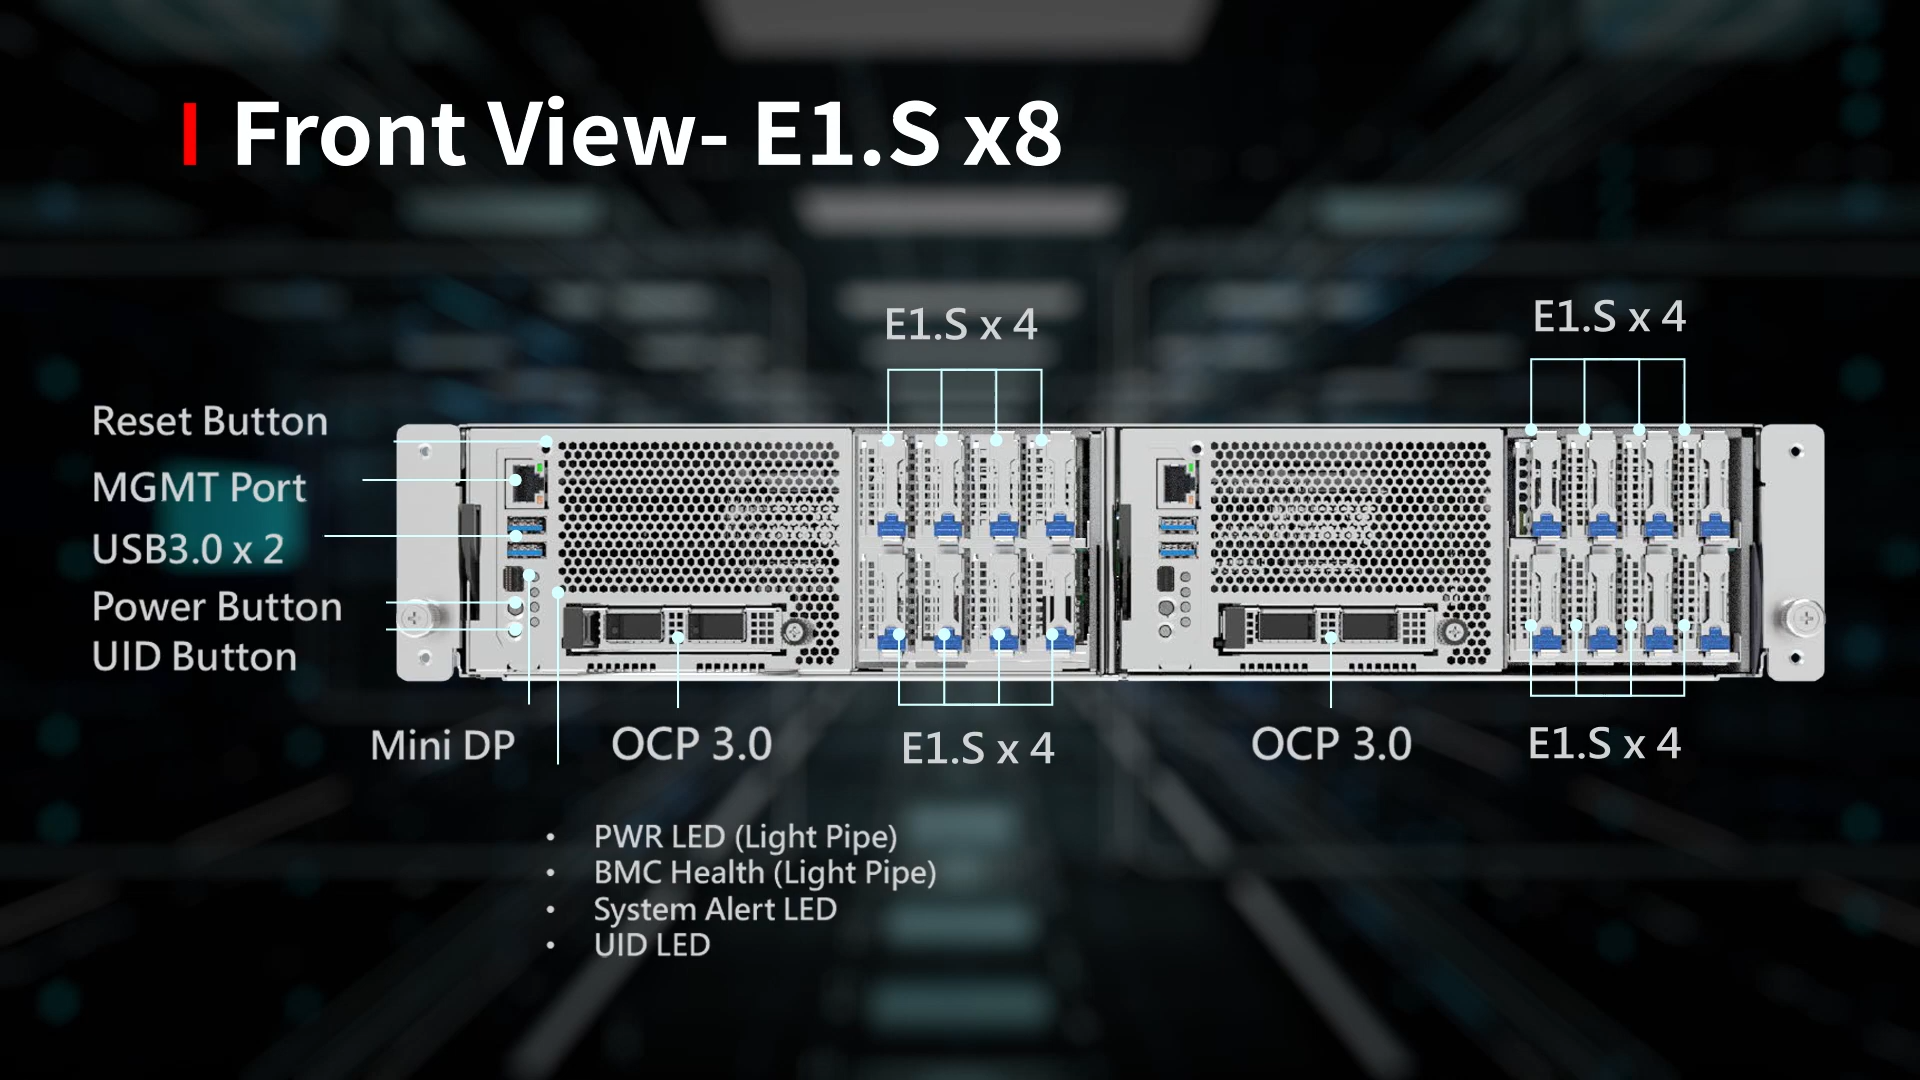 Front View- E1.S x8
E1.S x 4
E1.S x 4
Reset Button
MGMT Port
USB3.0 x 2
Power Button
UID Button
Mini DP
OCP 3.0
E1.S x 4
OCP 3.0
E1.S x 4
• PWR LED (Light Pipe)
• BMC Health (Light Pipe)
• System Alert LED
• UID LED